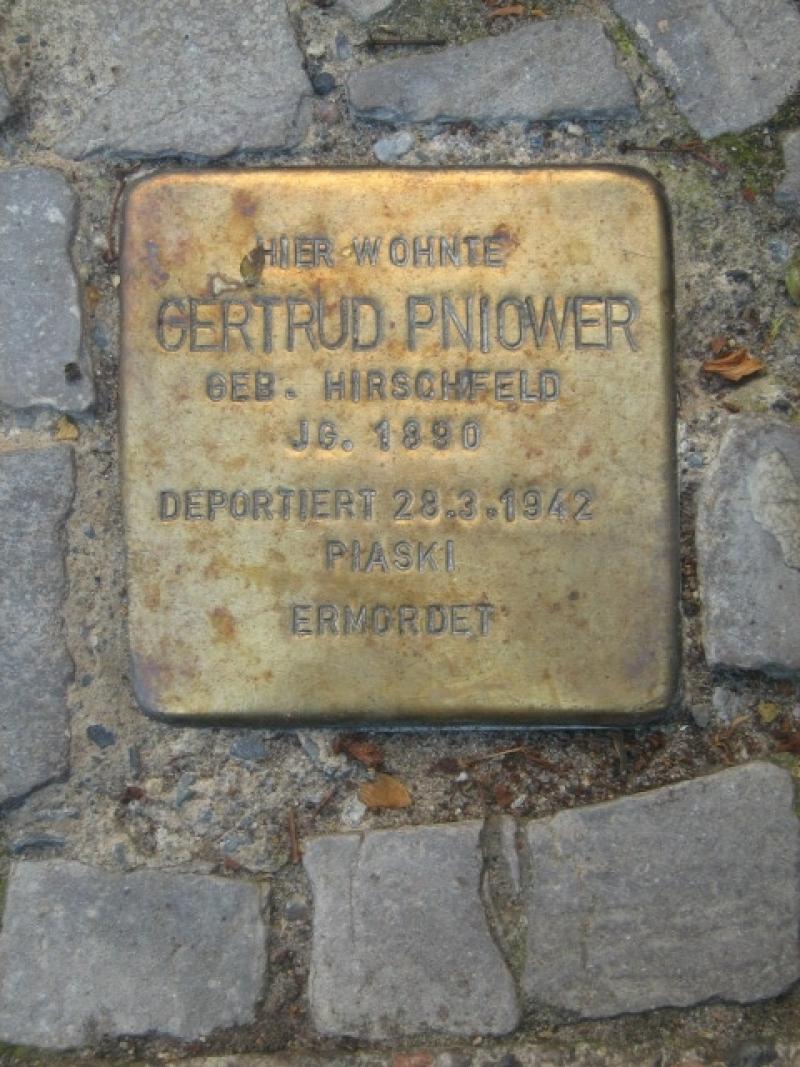 HIER WOHNTE
GERTRUD PNIOWER
GEB. HIRSCHFELD
JG. 1890
DEPORTIERT 28.3.1942
PIASKI
ERMORDET